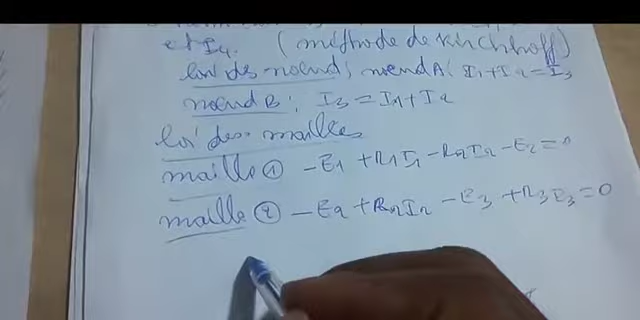 et I4. (méthode de kirchhoff)
loi des noeuds; noeud A: I1+I2=I3
noeud B: I3=I1+I2
loi des mailles
maille ① -E1 +R1I1-R2I2-E2=0
maille ② -E2+R2I2-E3+R3I3=0